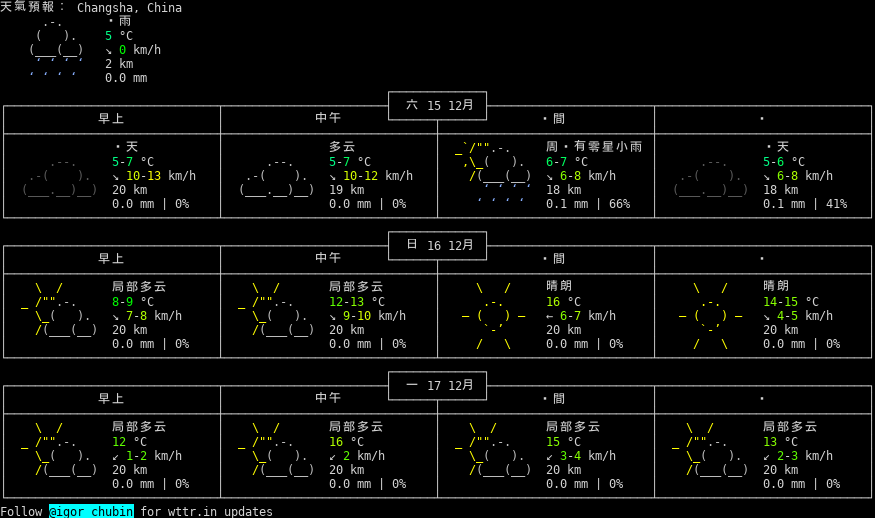 天氣預報： Changsha, China
・雨
5 °C
↘ 0 km/h
2 km
0.0 mm
六 15 12月
早上 中午 ・間 ・
・天 多云 周・有零星小雨 ・天
5-7 °C 5-7 °C 6-7 °C 5-6 °C
↘ 10-13 km/h ↘ 10-12 km/h ↘ 6-8 km/h ↘ 6-8 km/h
20 km 19 km 18 km 18 km
0.0 mm | 0% 0.0 mm | 0% 0.1 mm | 66% 0.1 mm | 41%
日 16 12月
早上 中午 ・間 ・
局部多云 局部多云 晴朗 晴朗
8-9 °C 12-13 °C 16 °C 14-15 °C
↘ 7-8 km/h ↘ 9-10 km/h ← 6-7 km/h ↘ 4-5 km/h
20 km 20 km 20 km 20 km
0.0 mm | 0% 0.0 mm | 0% 0.0 mm | 0% 0.0 mm | 0%
一 17 12月
早上 中午 ・間 ・
局部多云 局部多云 局部多云 局部多云
12 °C 16 °C 15 °C 13 °C
↙ 1-2 km/h ↙ 2 km/h ↙ 3-4 km/h ↙ 2-3 km/h
20 km 20 km 20 km 20 km
0.0 mm | 0% 0.0 mm | 0% 0.0 mm | 0% 0.0 mm | 0%
Follow @igor_chubin for wttr.in updates